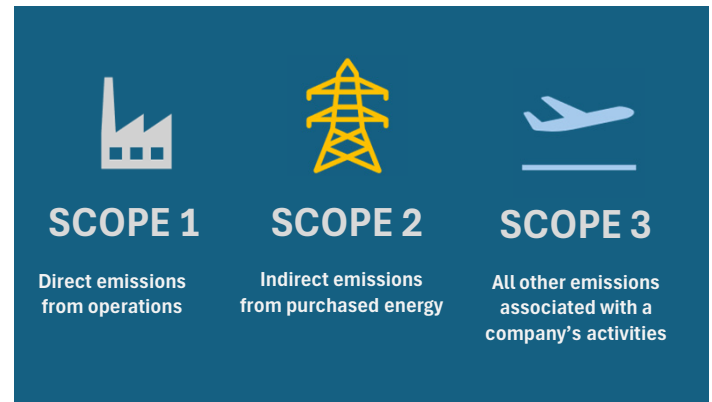 SCOPE 1
Direct emissions
from operations
SCOPE 2
Indirect emissions
from purchased energy
SCOPE 3
All other emissions
associated with a
company's activities